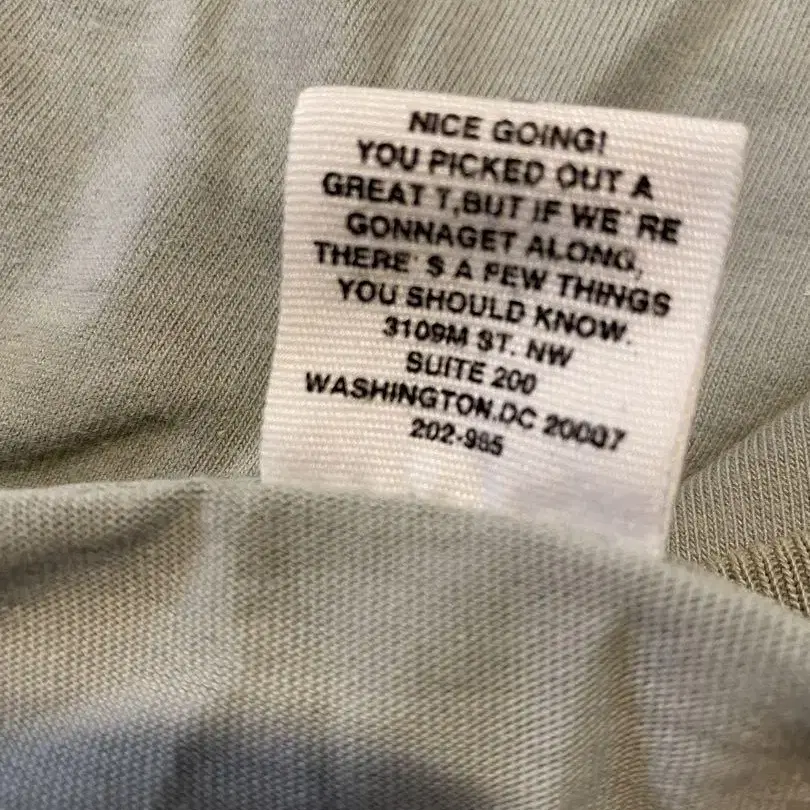 NICE GOING!
YOU PICKED OUT A
GREAT T,BUT IF WE'RE
GONNAGET ALONG,
THERE'S A FEW THINGS
YOU SHOULD KNOW.
3109M ST. NW
SUITE 200
WASHINGTON.DC 20007
202-965